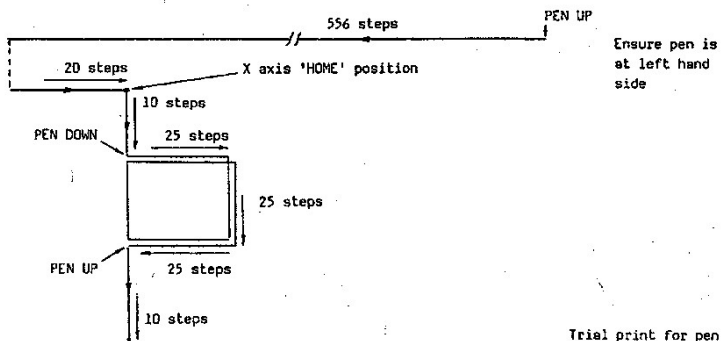 PEN UP
556 steps
Ensure pen is
at left hand
side
20 steps
X axis 'HOME' position
10 steps
PEN DOWN
25 steps
25 steps
PEN UP
25 steps
10 steps
Trial print for pen